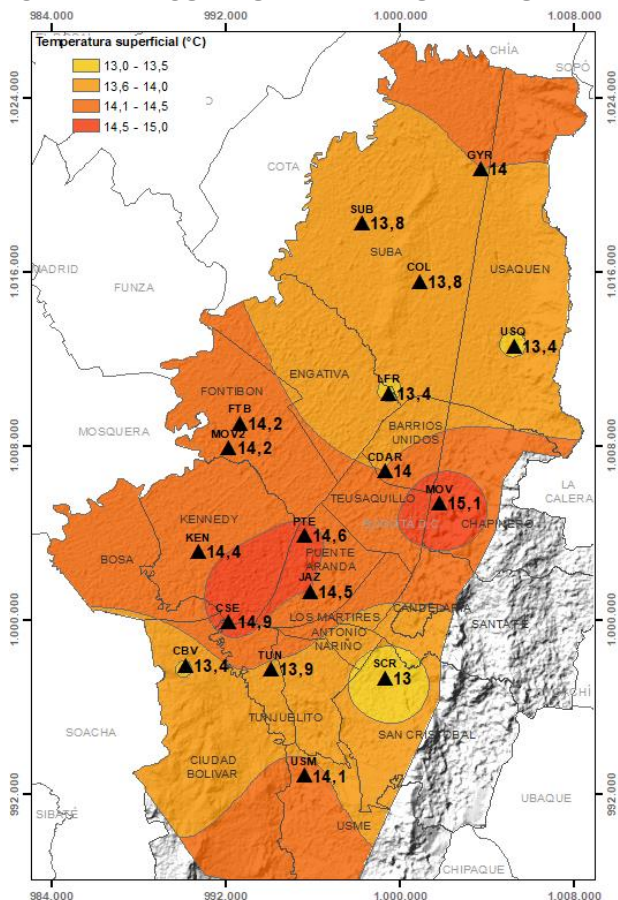 984.000 992.000 1.000.000 1.008.000
Temperatura superficial (°C)
13,0 - 13,5
13,6 - 14,0
14,1 - 14,5
14,5 - 15,0
CHÍA
SOPÓ
1.024.000 1.024.000
COTA
GYR
14
SUB
13,8
SUBA
COL
13,8
USAQUEN
1.016.000 1.016.000
MADRID
FUNZA
USQ
13,4
ENGATIVA
LFR
13,4
FONTIBON
FTB
14,2
BARRIOS
UNIDOS
MOSQUERA
MOV2
14,2
1.008.000 1.008.000
CDAR
14
LA
CALERA
TEUSAQUILLO
MOV
15,1
BOGOTÁ D.C
CHAPINERO
KENNEDY
PTE
14,6
KEN
14,4
BOSA
PUENTE
ARANDA
JAZ
14,5
CSE
14,9
LOS MARTIRES
CANDELARIA
1.000.000 1.000.000
SANTA FE
ANTONIO
NARIÑO
CBV
13,4
TUN
13,9
SCR
13
TUNJUELITO
SOACHA
SAN CRISTOBAL
CIUDAD
BOLIVAR
USM
14,1
992.000 992.000
UBAQUE
SIBATÉ
USME
CHIPAQUE
984.000 992.000 1.000.000 1.008.000